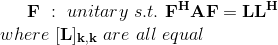 F : unitary s.t. F^H A F = L L^H
where [L]_{k,k} are all equal